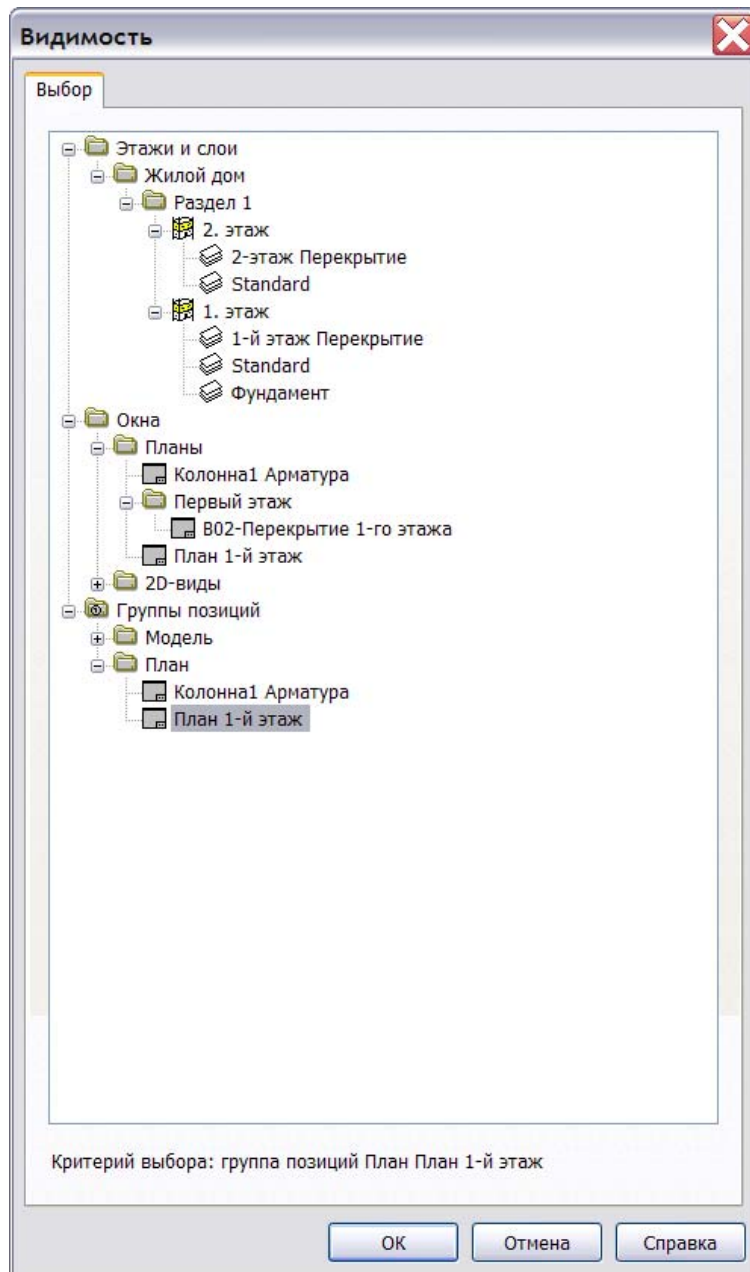 Видимость
Выбор
Этажи и слои
Жилой дом
Раздел 1
2. этаж
2-этаж Перекрытие
Standard
1. этаж
1-й этаж Перекрытие
Standard
Фундамент
Окна
Планы
Колонна1 Арматура
Первый этаж
В02-Перекрытие 1-го этажа
План 1-й этаж
2D-виды
Группы позиций
Модель
План
Колонна1 Арматура
План 1-й этаж
Критерий выбора: группа позиций План План 1-й этаж
ОК Отмена Справка